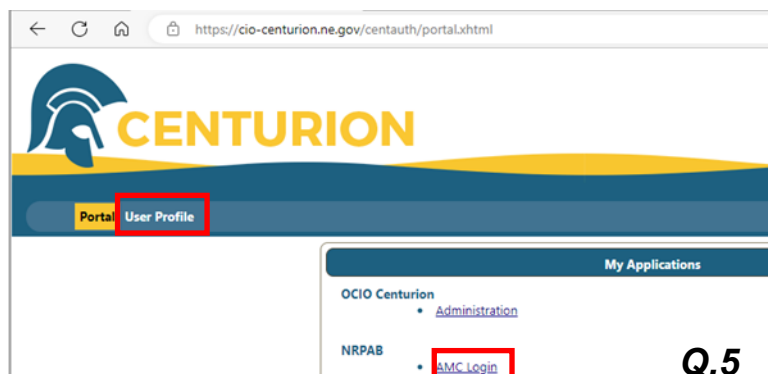 https://cio-centurion.ne.gov/centauth/portal.xhtml
CENTURION
Portal User Profile
My Applications
OCIO Centurion
• Administration
NRPAB
• AMC Login
Q.5